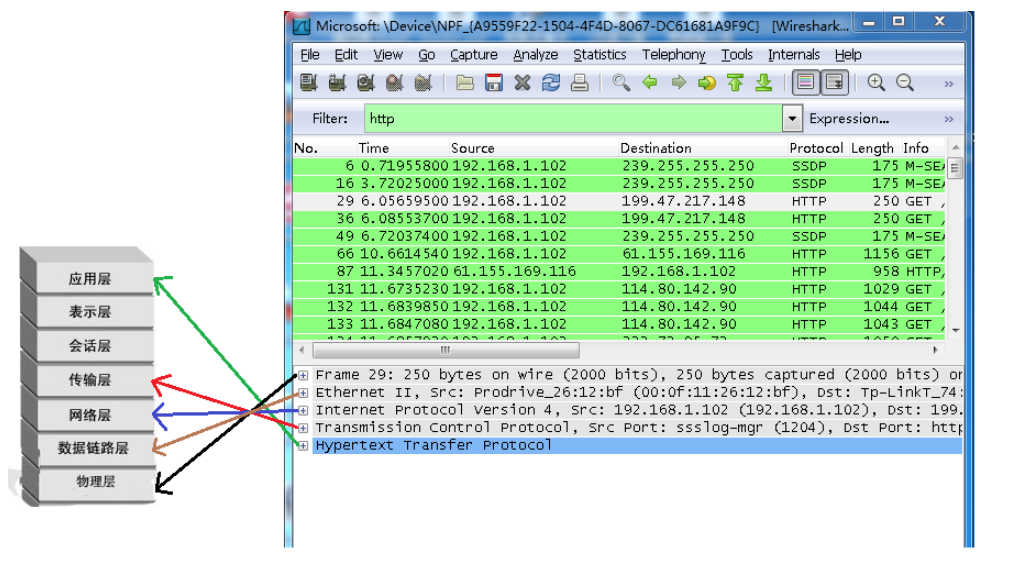 Microsoft: \Device\NPF_{A9559F22-1504-4F4D-8067-DC61681A9F9C} [Wireshark...
File Edit View Go Capture Analyze Statistics Telephony Tools Internals Help
Filter: http Expression...
No. Time Source Destination Protocol Length Info
6 0.71955800 192.168.1.102 239.255.255.250 SSDP 175 M-SEA
16 3.72025000 192.168.1.102 239.255.255.250 SSDP 175 M-SEA
29 6.05659500 192.168.1.102 199.47.217.148 HTTP 250 GET /
36 6.08553700 192.168.1.102 199.47.217.148 HTTP 250 GET /
49 6.72037400 192.168.1.102 239.255.255.250 SSDP 175 M-SEA
66 10.6614540 192.168.1.102 61.155.169.116 HTTP 1156 GET /
87 11.3457020 61.155.169.116 192.168.1.102 HTTP 958 HTTP/
131 11.6735230 192.168.1.102 114.80.142.90 HTTP 1029 GET /
132 11.6839850 192.168.1.102 114.80.142.90 HTTP 1044 GET /
133 11.6847080 192.168.1.102 114.80.142.90 HTTP 1043 GET /
Frame 29: 250 bytes on wire (2000 bits), 250 bytes captured (2000 bits) on
Ethernet II, Src: Prodrive_26:12:bf (00:0f:11:26:12:bf), Dst: Tp-LinkT_74:
Internet Protocol Version 4, Src: 192.168.1.102 (192.168.1.102), Dst: 199.
Transmission Control Protocol, Src Port: ssslog-mgr (1204), Dst Port: http
Hypertext Transfer Protocol
应用层
表示层
会话层
传输层
网络层
数据链路层
物理层